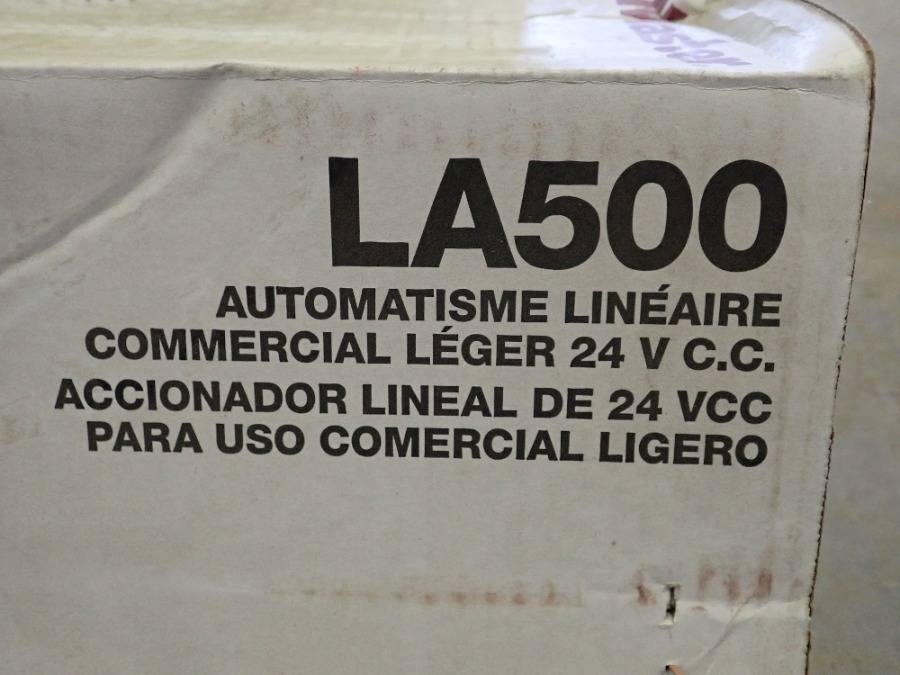 LA500
AUTOMATISME LINÉAIRE
COMMERCIAL LÉGER 24 V C.C.
ACCIONADOR LINEAL DE 24 VCC
PARA USO COMERCIAL LIGERO